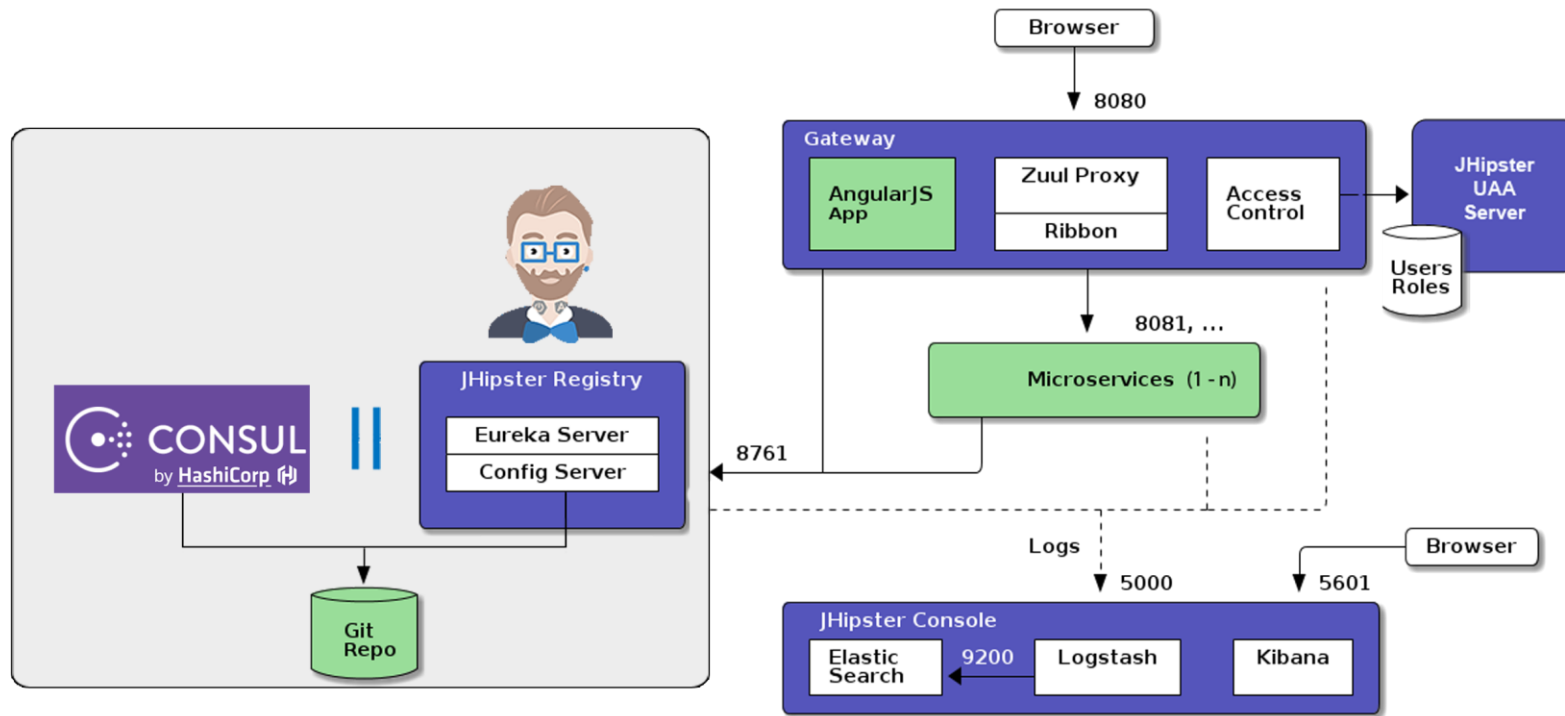 Browser
8080
Gateway
AngularJS
App
Zuul Proxy
Ribbon
Access
Control
JHipster
UAA
Server
Users
Roles
8081, ...
Microservices (1 - n)
JHipster Registry
Eureka Server
Config Server
CONSUL
by HashiCorp
8761
Git
Repo
Logs
Browser
5000
5601
JHipster Console
Elastic
Search
9200
Logstash
Kibana